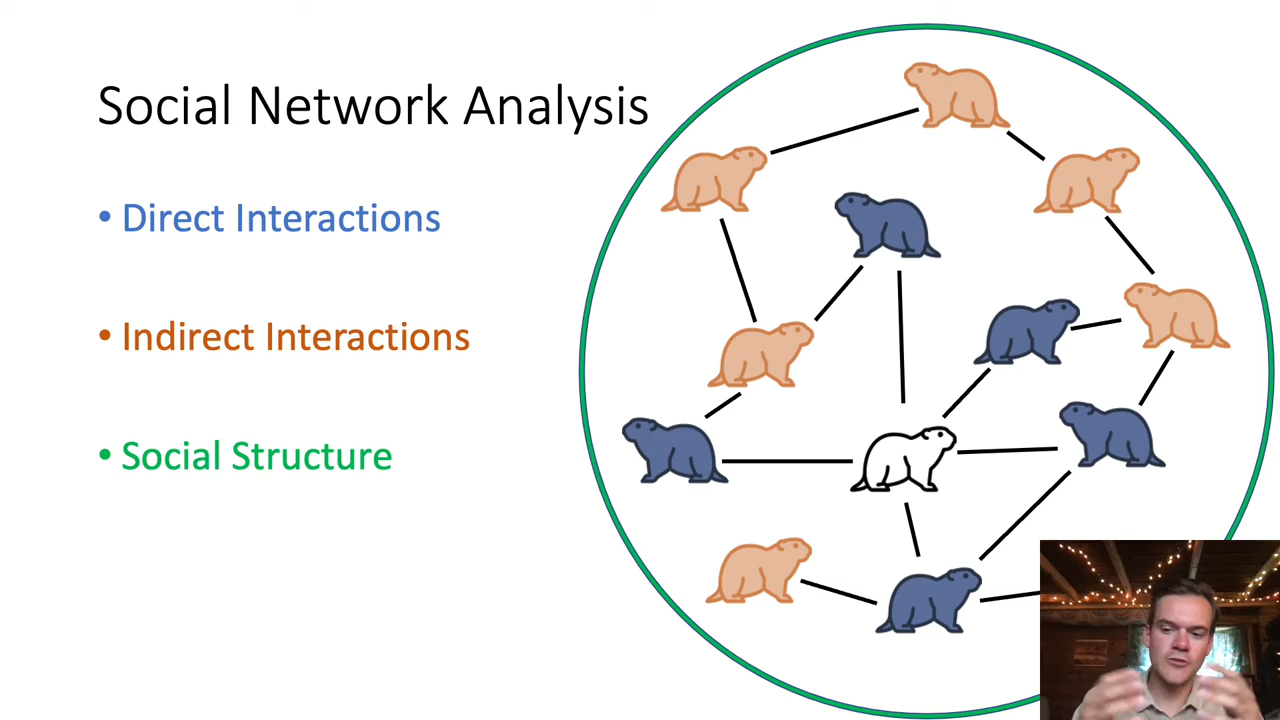 Social Network Analysis
• Direct Interactions
• Indirect Interactions
• Social Structure